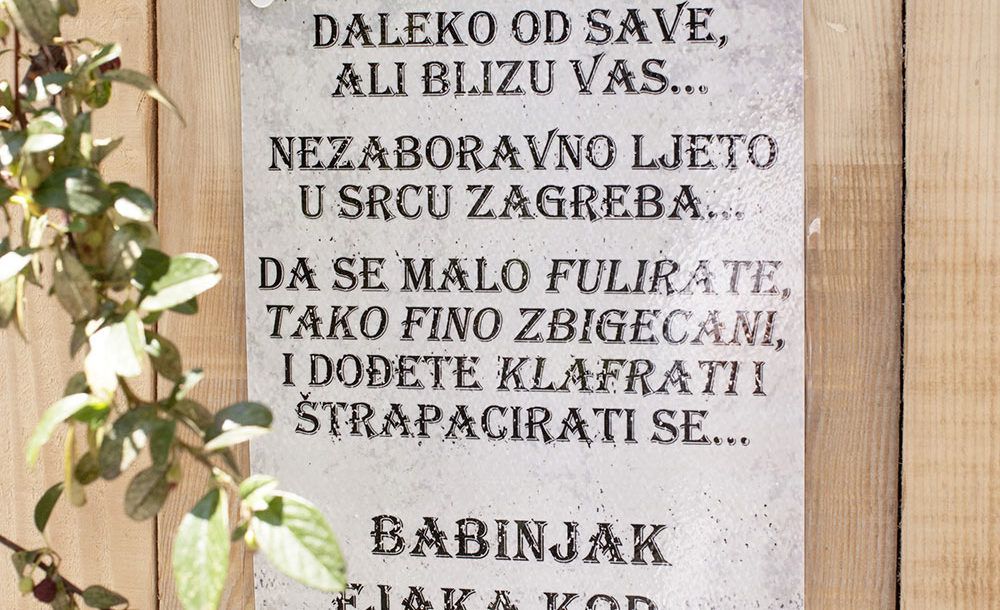 DALEKO OD SAVE,
ALI BLIZU VAS...
NEZABORAVNO LJETO
U SRCU ZAGREBA...
DA SE MALO FULIRATE,
TAKO FINO ZBIGECANI,
I DOĐETE KLAFRATI I
ŠTRAPACIRATI SE...
BABINJAK
KOD